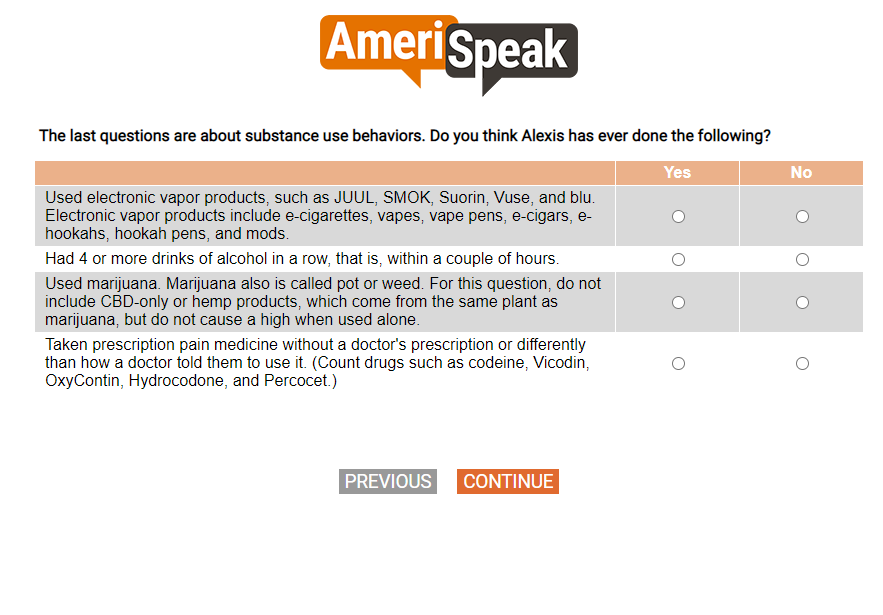 AmeriSpeak
The last questions are about substance use behaviors. Do you think Alexis has ever done the following?
Yes No
Used electronic vapor products, such as JUUL, SMOK, Suorin, Vuse, and blu.
Electronic vapor products include e-cigarettes, vapes, vape pens, e-cigars, e-
hookahs, hookah pens, and mods.
Had 4 or more drinks of alcohol in a row, that is, within a couple of hours.
Used marijuana. Marijuana also is called pot or weed. For this question, do not
include CBD-only or hemp products, which come from the same plant as
marijuana, but do not cause a high when used alone.
Taken prescription pain medicine without a doctor's prescription or differently
than how a doctor told them to use it. (Count drugs such as codeine, Vicodin,
OxyContin, Hydrocodone, and Percocet.)
PREVIOUS CONTINUE